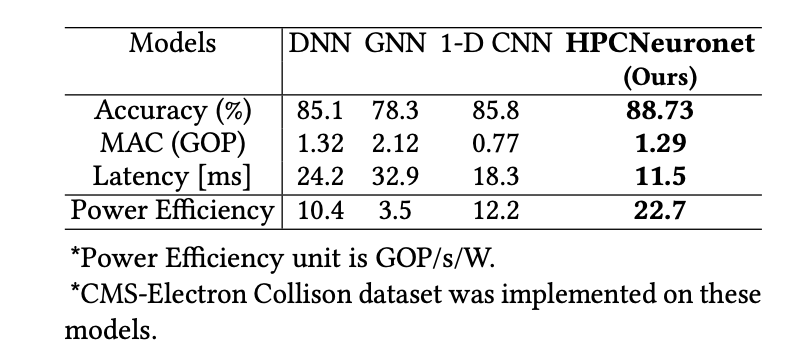 Models DNN GNN 1-D CNN HPCNeuronet
(Ours)
Accuracy (%) 85.1 78.3 85.8 88.73
MAC (GOP) 1.32 2.12 0.77 1.29
Latency [ms] 24.2 32.9 18.3 11.5
Power Efficiency 10.4 3.5 12.2 22.7
*Power Efficiency unit is GOP/s/W.
*CMS-Electron Collison dataset was implemented on these
models.